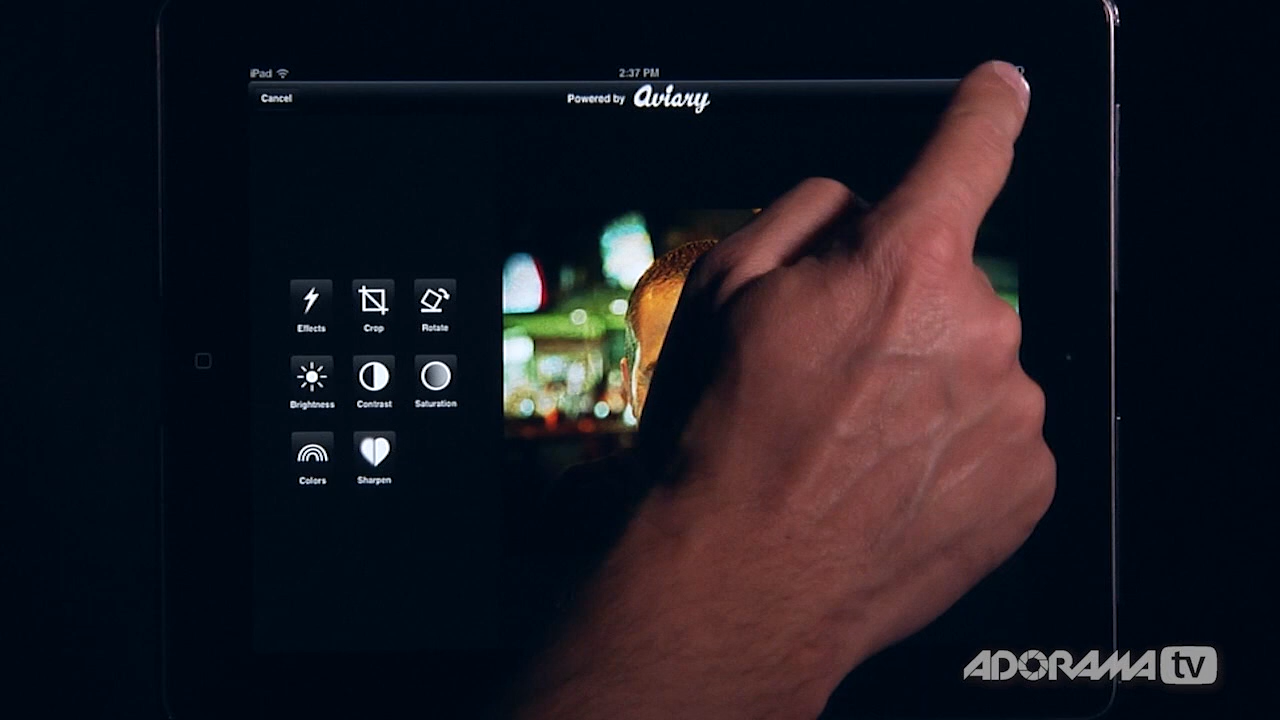 iPad
2:37 PM
Cancel
Powered by Aviary
Effects
Crop
Rotate
Brightness
Contrast
Saturation
Colors
Sharpen
ADORAMA tv